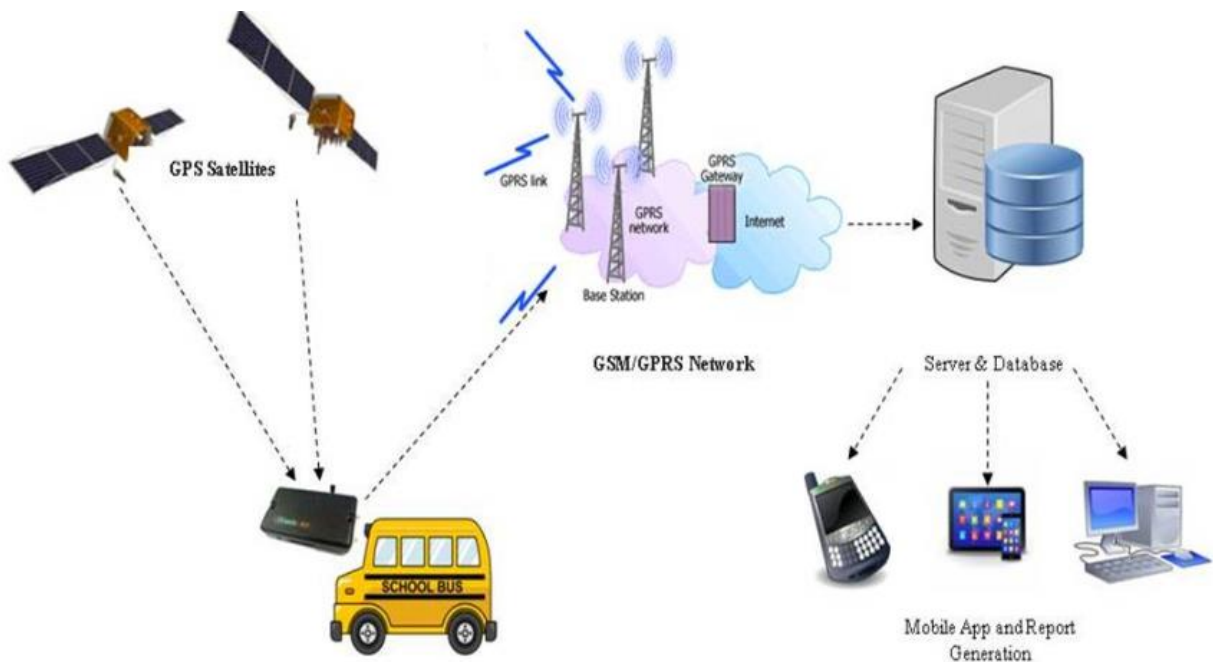 GPS Satellites
GPRS link
GPRS
Gateway
GPRS
network
Internet
Base Station
GSM/GPRS Network
Server & Database
SCHOOL BUS
Mobile App and Report
Generation